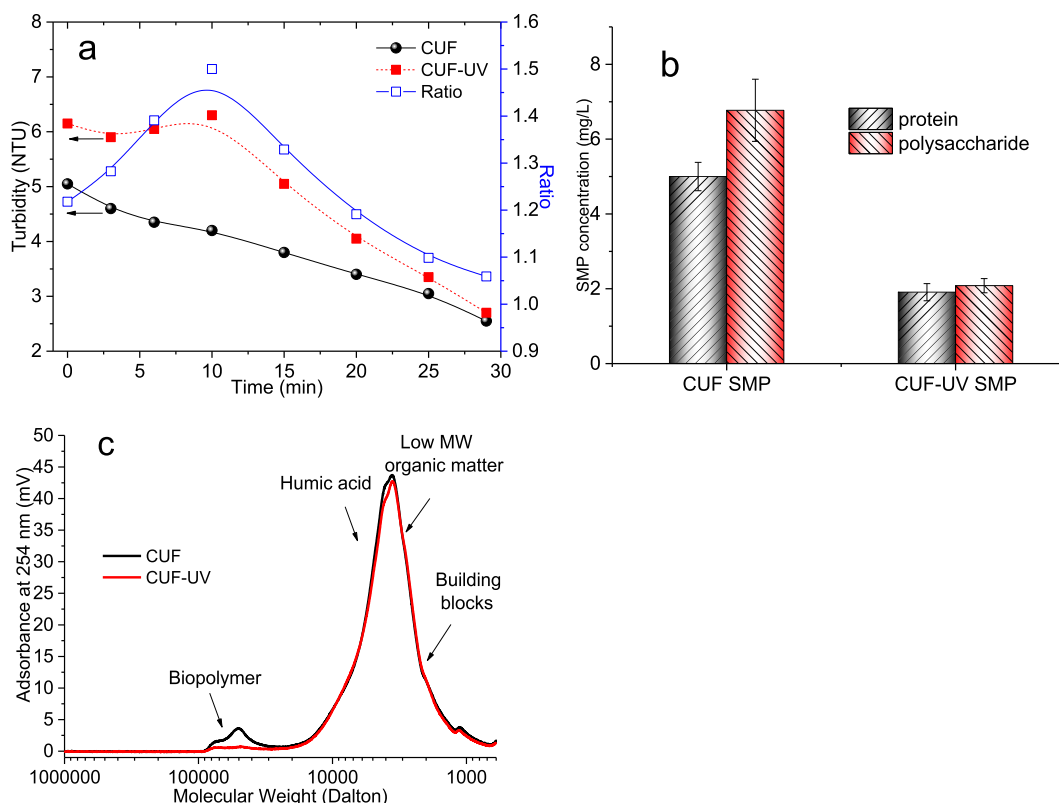 a
CUF
CUF-UV
Ratio
Turbidity (NTU)
8
7
6
5
4
3
2
1.6
1.5
1.4
1.3
1.2
1.1
1.0
0.9
Ratio
0 5 10 15 20 25 30
Time (min)
b
protein
polysaccharide
SMP concentration (mg/L)
8
6
4
2
0
CUF SMP CUF-UV SMP
c
Low MW
organic matter
Humic acid
CUF
CUF-UV
Building
blocks
Biopolymer
Adsorbance at 254 nm (mV)
50
45
40
35
30
25
20
15
10
5
0
1000000 100000 10000 1000
Molecular Weight (Dalton)